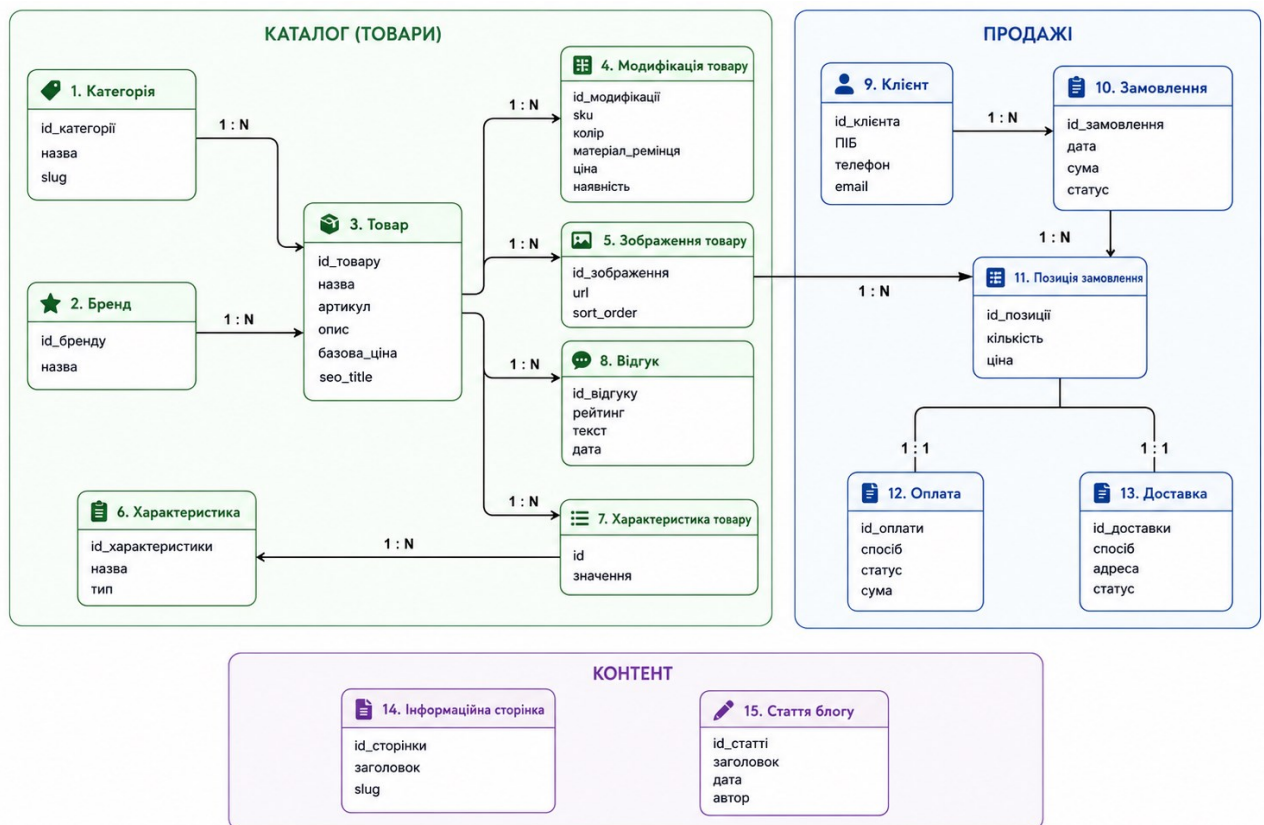 КАТАЛОГ (ТОВАРИ)
1. Категорія
id_категорії
назва
slug
1 : N
2. Бренд
id_бренду
назва
1 : N
3. Товар
id_товару
назва
артикул
опис
базова_ціна
seo_title
1 : N
4. Модифікація товару
id_модифікації
sku
колір
матеріал_ремінця
ціна
наявність
1 : N
5. Зображення товару
id_зображення
url
sort_order
1 : N
8. Відгук
id_відгуку
рейтинг
текст
дата
1 : N
7. Характеристика товару
id
значення
1 : N
6. Характеристика
id_характеристики
назва
тип
ПРОДАЖІ
9. Клієнт
id_клієнта
ПІБ
телефон
email
1 : N
10. Замовлення
id_замовлення
дата
сума
статус
1 : N
1 : N
11. Позиція замовлення
id_позиції
кількість
ціна
1 : 1
1 : 1
12. Оплата
id_оплати
спосіб
статус
сума
13. Доставка
id_доставки
спосіб
адреса
статус
КОНТЕНТ
14. Інформаційна сторінка
id_сторінки
заголовок
slug
15. Стаття блогу
id_статті
заголовок
дата
автор